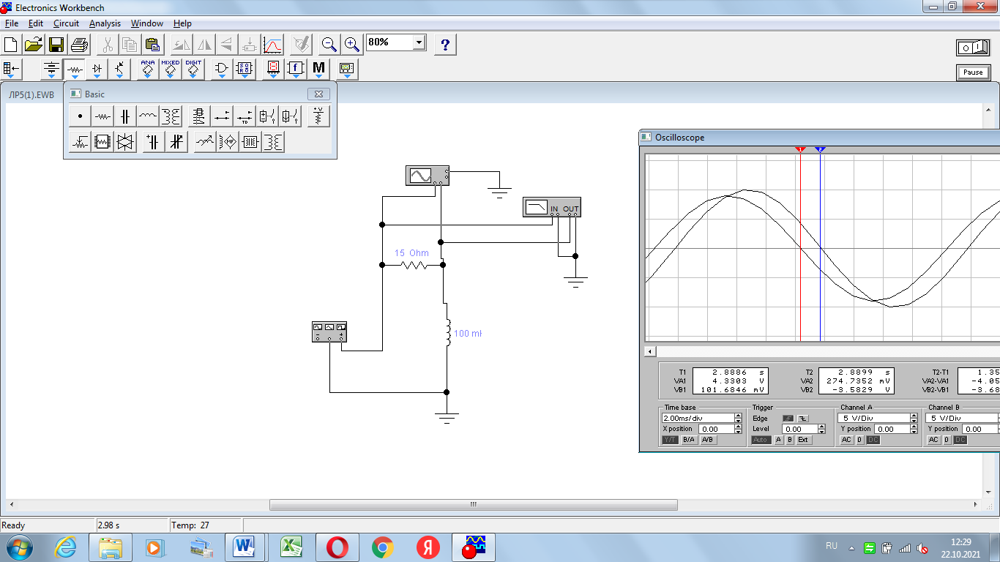 Electronics Workbench
File Edit Circuit Analysis Window Help
80%
?
ANA MIXED DIGIT
f M
Pause
ЛР5(1).EWB
Basic
Oscilloscope
1 2
IN OUT
15 Ohm
100 mH
T1 2.8886 s
VA1 4.3303 V
VB1 101.6846 mV
T2 2.8899 s
VA2 274.7352 mV
VB2 -3.5829 V
T2-T1 1.35
VA2-VA1 -4.05
VB2-VB1 -3.68
Time base
2.00ms/div
X position 0.00
Y/T B/A A/B
Trigger
Edge
Level 0.00
Auto A B Ext
Channel A
5 V/Div
Y position 0.00
AC 0 DC
Channel B
5 V/Div
Y position 0.00
AC 0 DC
Ready 2.98 s Temp: 27
RU
12:29
22.10.2021